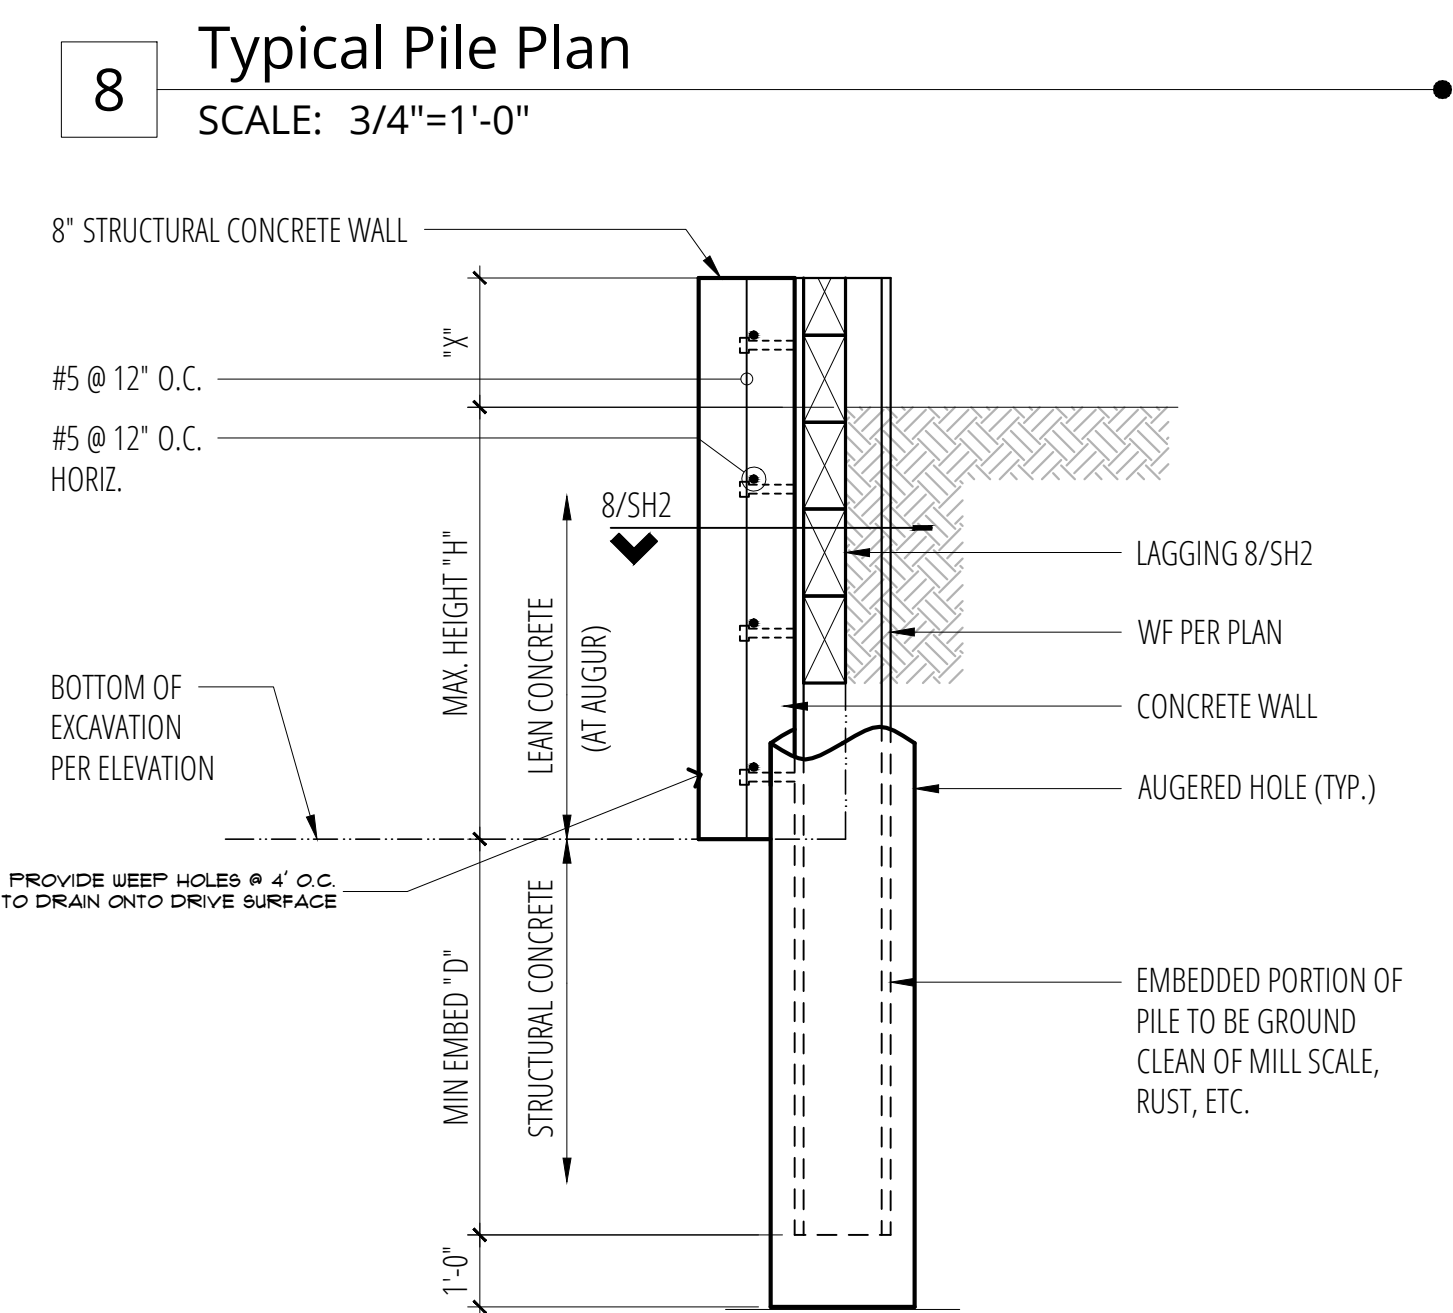 8
Typical Pile Plan
SCALE: 3/4"=1'-0"
8" STRUCTURAL CONCRETE WALL
"X"
#5 @ 12" O.C.
#5 @ 12" O.C.
HORIZ.
8/SH2
MAX. HEIGHT "H"
LEAN CONCRETE
(AT AUGUR)
LAGGING 8/SH2
WF PER PLAN
CONCRETE WALL
AUGERED HOLE (TYP.)
BOTTOM OF
EXCAVATION
PER ELEVATION
PROVIDE WEEP HOLES @ 4' O.C.
TO DRAIN ONTO DRIVE SURFACE
MIN EMBED "D"
STRUCTURAL CONCRETE
EMBEDDED PORTION OF
PILE TO BE GROUND
CLEAN OF MILL SCALE,
RUST, ETC.
1'-0"